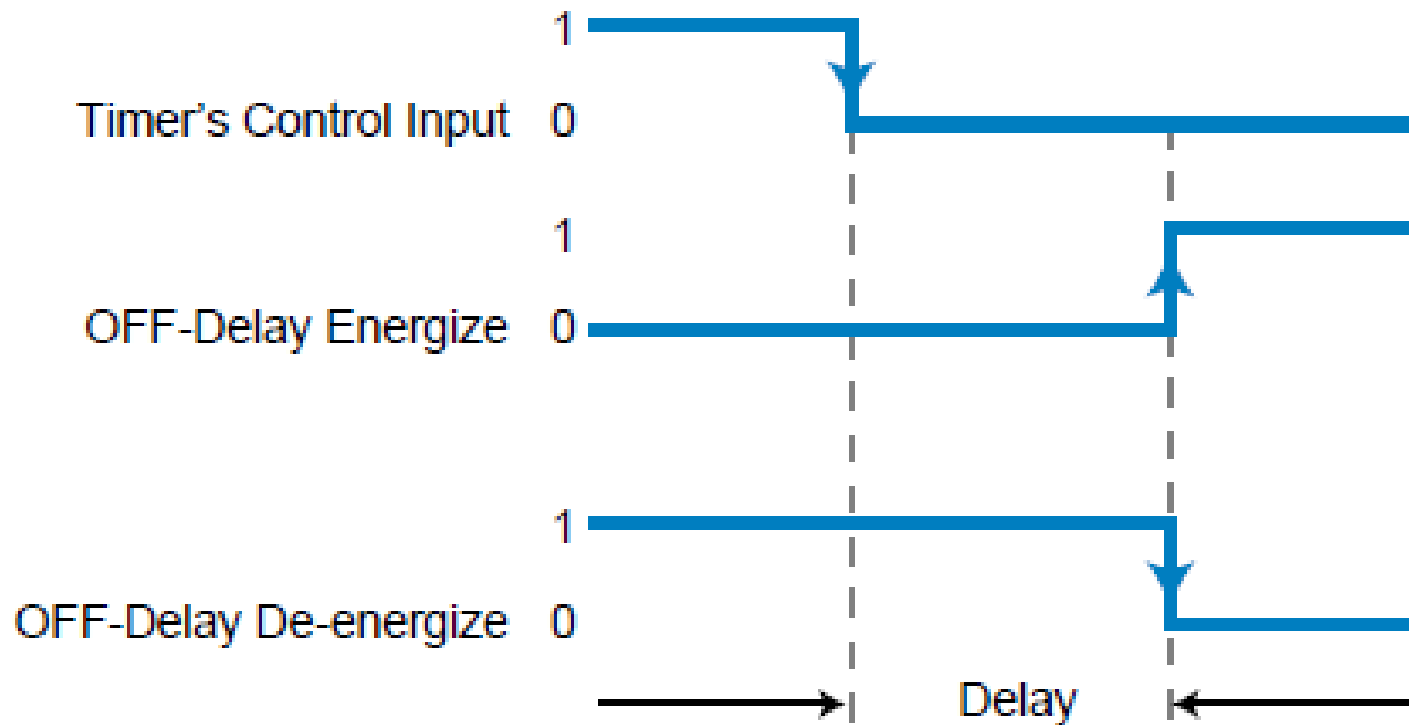 1
Timer's Control Input 0
1
OFF-Delay Energize 0
1
OFF-Delay De-energize 0
Delay